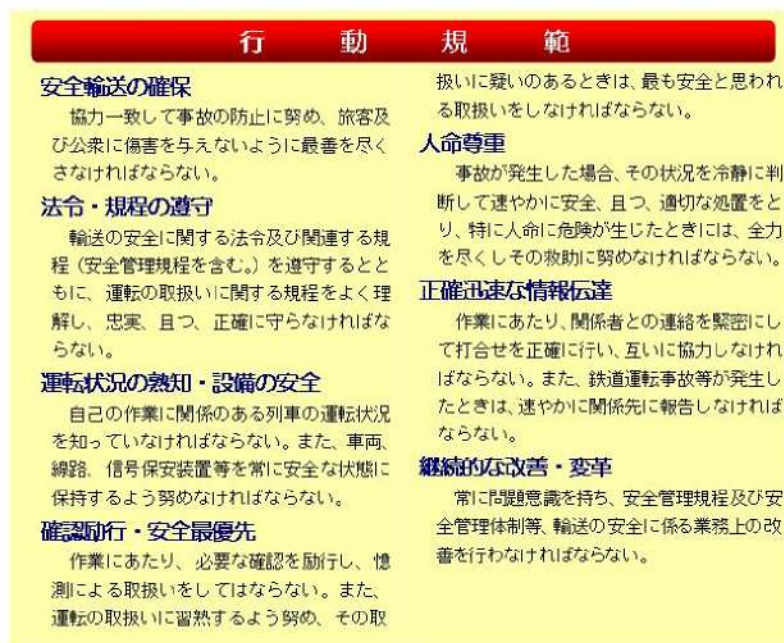 行動規範
安全輸送の確保
協力一致して事故の防止に努め、旅客及
び公衆に傷害を与えないように最善を尽く
さなければならない。
法令・規程の遵守
輸送の安全に関する法令及び関連する規
程（安全管理規程を含む。）を遵守するとと
もに、運転の取扱いに関する規程をよく理
解し、忠実、且つ、正確に守らなければな
らない。
運転状況の熟知・設備の安全
自己の作業に関係のある列車の運転状況
を知っていなければならない。また、車両、
線路、信号保安装置等を常に安全な状態に
保持するよう努めなければならない。
確認励行・安全最優先
作業にあたり、必要な確認を励行し、憶
測による取扱いをしてはならない。また、
運転の取扱いに習熟するよう努め、その取
扱いに疑いのあるときは、最も安全と思われ
る取扱いをしなければならない。
人命尊重
事故が発生した場合、その状況を冷静に判
断して速やかに安全、且つ、適切な処置をと
り、特に人命に危険が生じたときには、全力
を尽くしその救助に努めなければならない。
正確迅速な情報伝達
作業にあたり、関係者との連絡を緊密にし
て打合せを正確に行い、互いに協力しなけれ
ばならない。また、鉄道運転事故等が発生し
たときは、速やかに関係先に報告しなければ
ならない。
継続的な改善・変革
常に問題意識を持ち、安全管理規程及び安
全管理体制等、輸送の安全に係る業務上の改
善を行わなければならない。